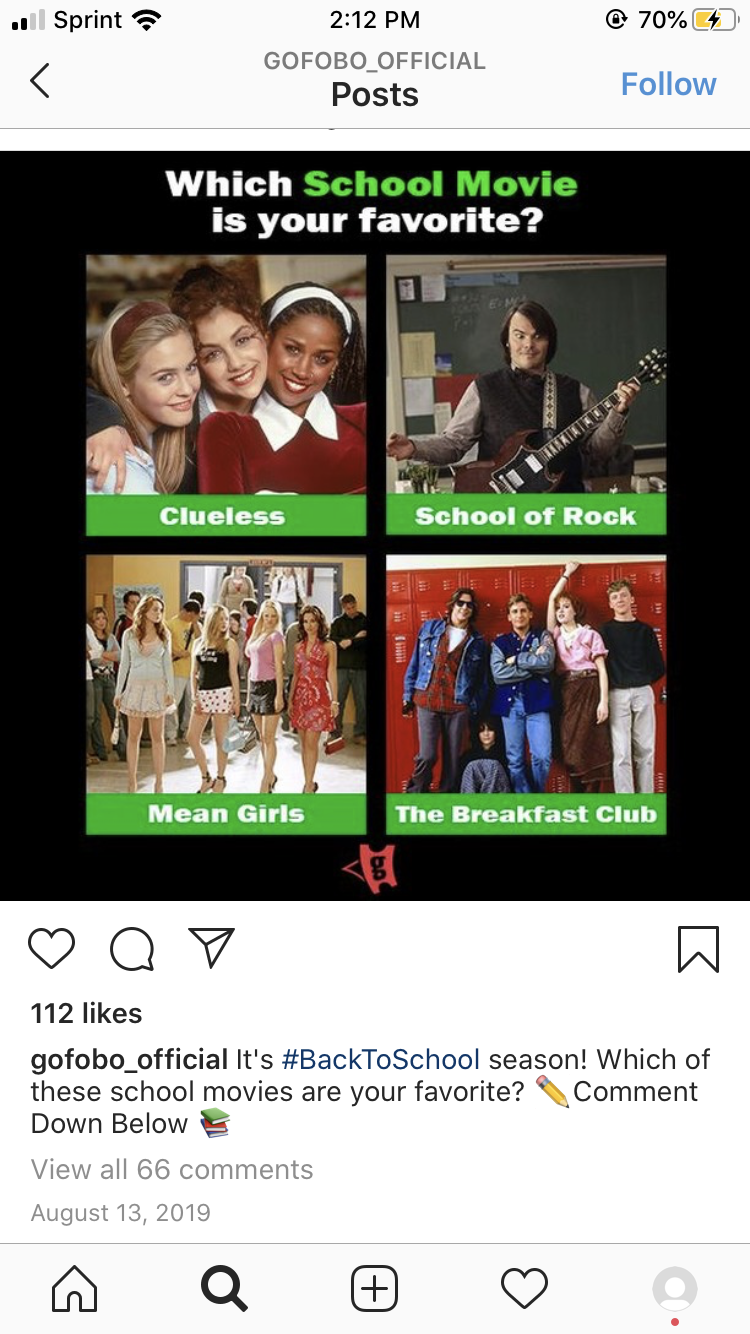 Sprint 2:12 PM 70%
GOFOBO_OFFICIAL
Posts
Follow
Which School Movie
is your favorite?
Clueless
School of Rock
Mean Girls
The Breakfast Club
g
112 likes
gofobo_official It's #BackToSchool season! Which of
these school movies are your favorite? ✏️Comment
Down Below 📚
View all 66 comments
August 13, 2019